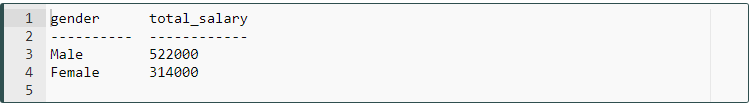 1 gender      total_salary
2 ----------  ------------
3 Male        522000
4 Female      314000
5